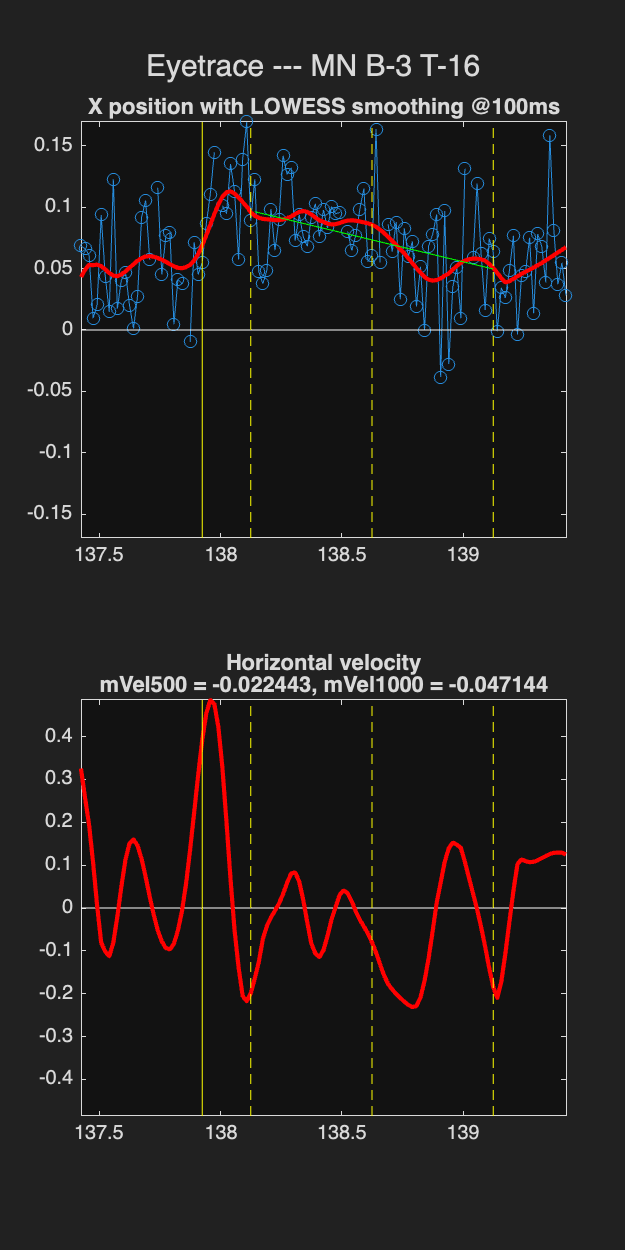 Eyetrace --- MN B-3 T-16
X position with LOWESS smoothing @100ms
0.15
0.1
0.05
0
-0.05
-0.1
-0.15
137.5 138 138.5 139
Horizontal velocity
mVel500 = -0.022443, mVel1000 = -0.047144
0.4
0.3
0.2
0.1
0
-0.1
-0.2
-0.3
-0.4
137.5 138 138.5 139